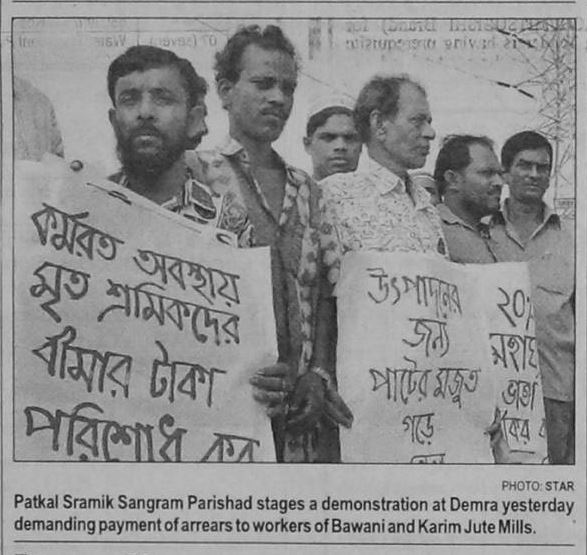 কর্মরত অবস্থায়
মৃত শ্রমিকদের
বীমার টাকা
পরিশোধ কর
উৎপাদনের
জন্য
পাটের মজুত
গড়ে
২০%
ভাতা
PHOTO: STAR
Patkal Sramik Sangram Parishad stages a demonstration at Demra yesterday
demanding payment of arrears to workers of Bawani and Karim Jute Mills.